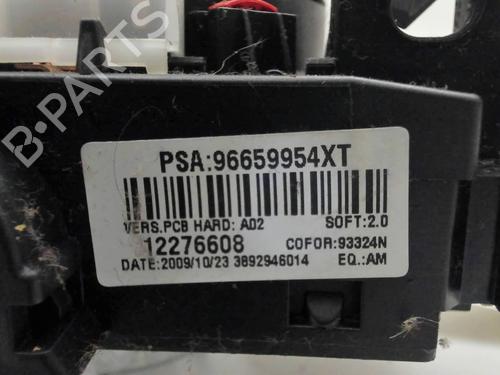 B-PARTS
PSA:96659954XT
VERS.PCB HARD: A02 SOFT:2.0
12276608 COFOR:93324N
DATE:2009/10/23 3892946014 EQ.:AM